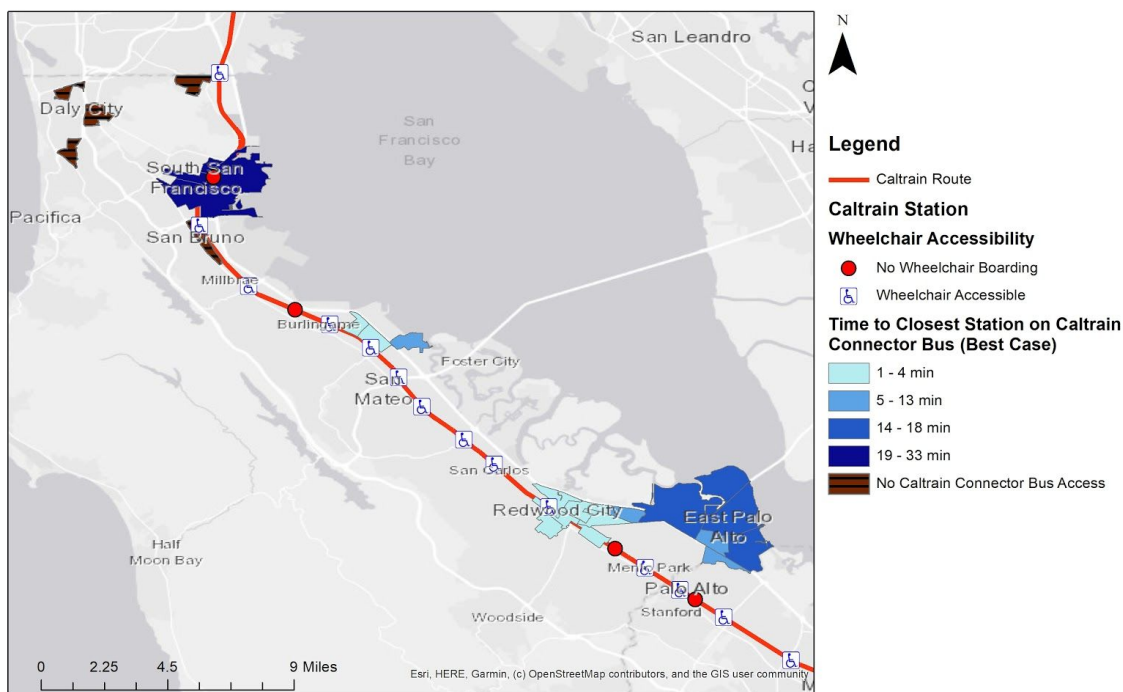 San Leandro
Daly City
San
Francisco
Bay
South San
Francisco
Pacifica
San Bruno
Millbrae
Burlingame
Foster City
San
Mateo
San Carlos
Redwood City
East Palo
Alto
Half
Moon Bay
Menlo Park
Palo Alto
Stanford
Woodside
0 2.25 4.5 9 Miles
Esri, HERE, Garmin, (c) OpenStreetMap contributors, and the GIS user community
N
Legend
Caltrain Route
Caltrain Station
Wheelchair Accessibility
No Wheelchair Boarding
Wheelchair Accessible
Time to Closest Station on Caltrain
Connector Bus (Best Case)
1 - 4 min
5 - 13 min
14 - 18 min
19 - 33 min
No Caltrain Connector Bus Access